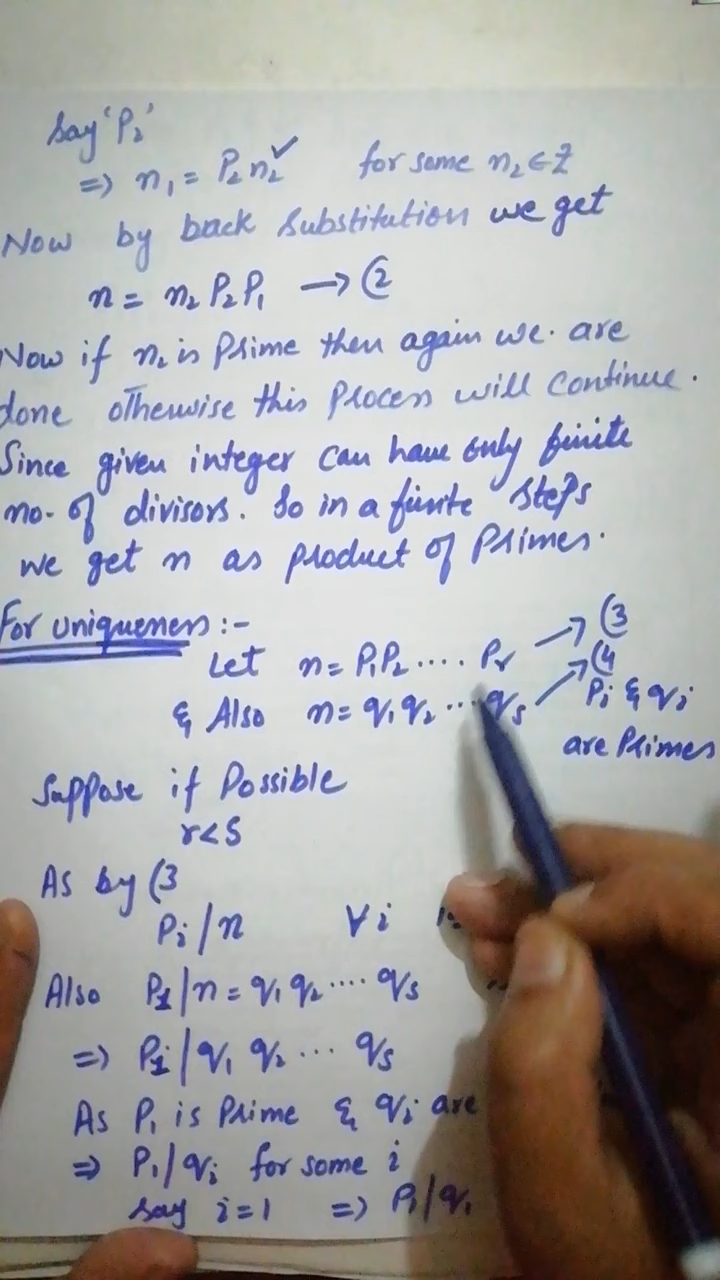 Say 'P₂'
=> n₁ = P₂ n₂ ✓ for some n₂ ∈ Z
Now by back substitution we get
n = n₂ P₂ P₁ → (2
Now if n₂ is Prime then again we are
done otherwise this Process will continue.
Since given integer can have only finite
no. of divisors. So in a finite steps
we get n as product of Primes.
For uniqueness :-
Let n = P₁P₂ .... Pr → (3
& Also n = q₁ q₂ ... qs → (4
Pi & qi
are Primes
Suppose if Possible
r < s
As by (3
Pi / n ∀ i
Also P₁ / n = q₁ q₂ .... qs
=> P₁ / q₁ q₂ ... qs
As P₁ is Prime & qi are
=> P₁ / qi for some i
say i = 1 => P₁ / q₁